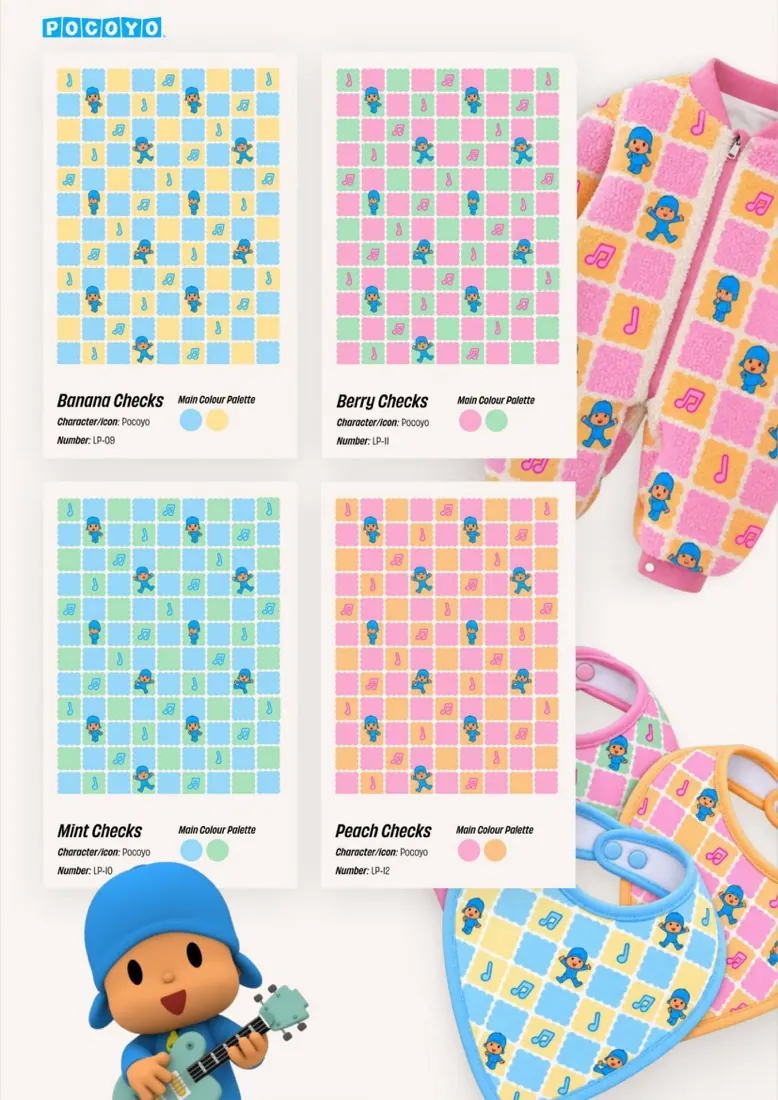 POCOYO
Banana Checks
Main Colour Palette
Character/Icon: Pocoyo
Number: LP-09
Berry Checks
Main Colour Palette
Character/Icon: Pocoyo
Number: LP-11
Mint Checks
Main Colour Palette
Character/Icon: Pocoyo
Number: LP-10
Peach Checks
Main Colour Palette
Character/Icon: Pocoyo
Number: LP-12